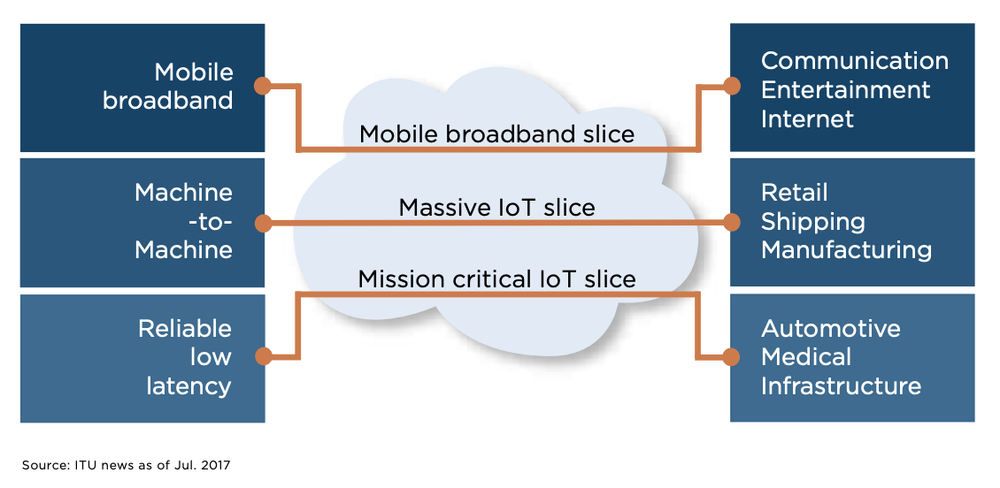 Mobile
broadband
Mobile broadband slice
Communication
Entertainment
Internet
Machine
-to-
Machine
Massive IoT slice
Retail
Shipping
Manufacturing
Reliable
low
latency
Mission critical IoT slice
Automotive
Medical
Infrastructure
Source: ITU news as of Jul. 2017